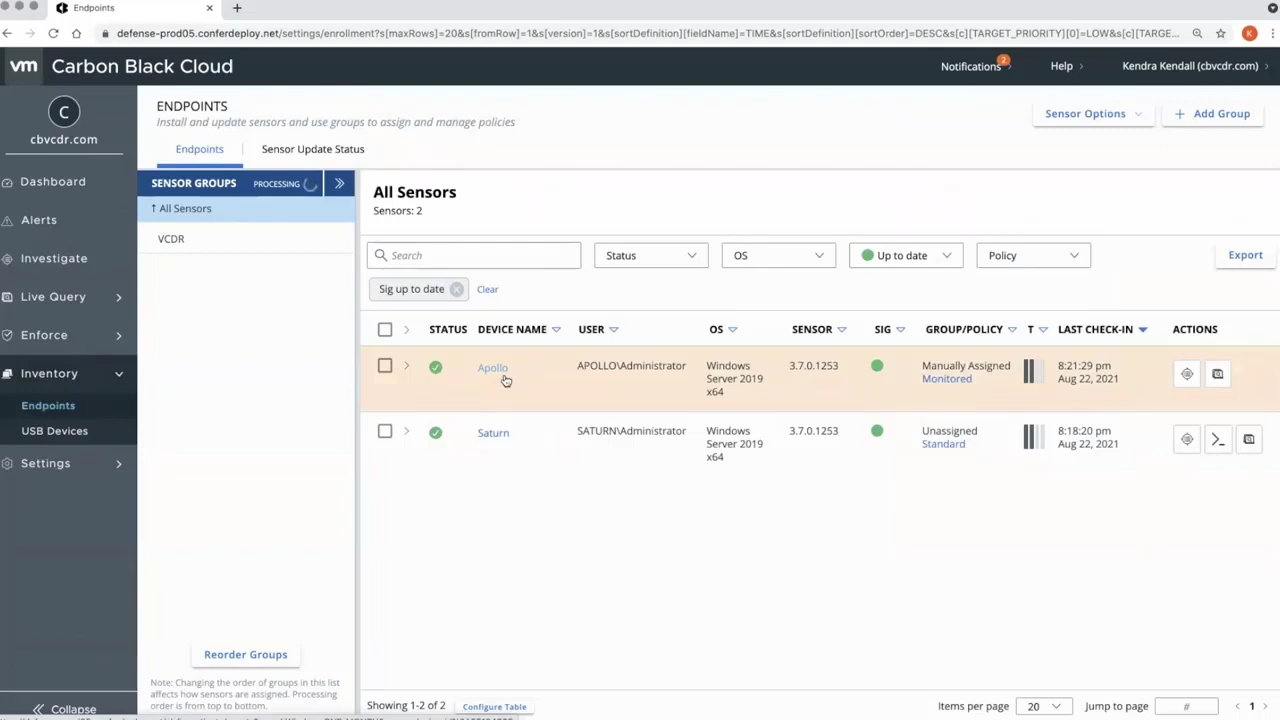 Endpoints
defense-prod05.conferdeploy.net/settings/enrollment?s[maxRows]=20&s[fromRow]=1&s[version]=1&s[sortDefinition][fieldName]=TIME&s[sortDefinition][sortOrder]=DESC&s[c][TARGET_PRIORITY][0]=LOW&s[c][TARGE...
K
vm Carbon Black Cloud
Notifications 2
Help
Kendra Kendall (cbvcdr.com)
C
cbvcdr.com
Dashboard
Alerts
Investigate
Live Query
Enforce
Inventory
Endpoints
USB Devices
Settings
Collapse
ENDPOINTS
Install and update sensors and use groups to assign and manage policies
Sensor Options
+ Add Group
Endpoints
Sensor Update Status
SENSOR GROUPS PROCESSING
↑ All Sensors
VCDR
Reorder Groups
Note: Changing the order of groups in this list
affects how sensors are assigned. Processing
order is from top to bottom.
All Sensors
Sensors: 2
Search
Status
OS
Up to date
Policy
Export
Sig up to date
Clear
STATUS DEVICE NAME USER OS SENSOR SIG GROUP/POLICY T LAST CHECK-IN ACTIONS
Apollo APOLLO\Administrator Windows Server 2019 x64 3.7.0.1253 Manually Assigned Monitored 8:21:29 pm Aug 22, 2021
Saturn SATURN\Administrator Windows Server 2019 x64 3.7.0.1253 Unassigned Standard 8:18:20 pm Aug 22, 2021
Showing 1-2 of 2
Configure Table
Items per page 20
Jump to page #
1